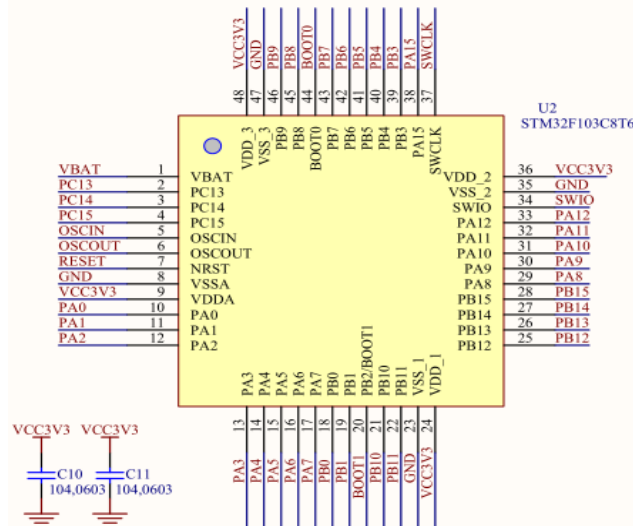 VCC3V3 GND PB9 PB8 BOOT0 PB7 PB6 PB5 PB4 PB3 PA15 SWCLK
48 47 46 45 44 43 42 41 40 39 38 37
U2
STM32F103C8T6
VDD_3 VSS_3 PB9 PB8 BOOT0 PB7 PB6 PB5 PB4 PB3 PA15 SWCLK
VBAT 1 VBAT VDD_2 36 VCC3V3
PC13 2 PC13 VSS_2 35 GND
PC14 3 PC14 SWIO 34 SWIO
PC15 4 PC15 PA12 33 PA12
OSCIN 5 OSCIN PA11 32 PA11
OSCOUT 6 OSCOUT PA10 31 PA10
RESET 7 NRST PA9 30 PA9
GND 8 VSSA PA8 29 PA8
VCC3V3 9 VDDA PB15 28 PB15
PA0 10 PA0 PB14 27 PB14
PA1 11 PA1 PB13 26 PB13
PA2 12 PA2 PB12 25 PB12
PA3 PA4 PA5 PA6 PA7 PB0 PB1 PB2/BOOT1 PB10 PB11 VSS_1 VDD_1
13 14 15 16 17 18 19 20 21 22 23 24
PA3 PA4 PA5 PA6 PA7 PB0 PB1 BOOT1 PB10 PB11 GND VCC3V3
VCC3V3 VCC3V3
C10 C11
104,0603 104,0603